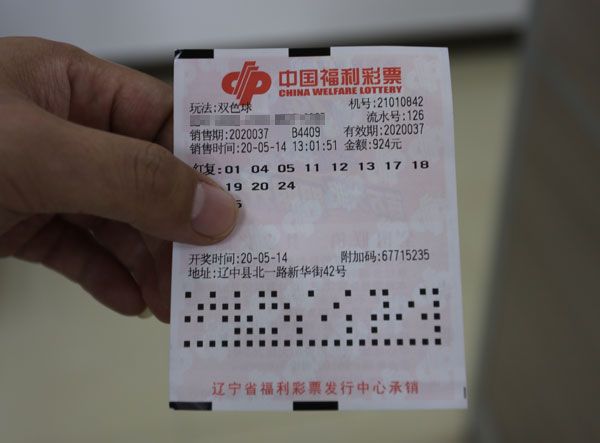 中国福利彩票
CHINA WELFARE LOTTERY
玩法:双色球 机号:21010842
流水号:126
销售期:2020037 B4409 有效期:2020037
销售时间:20-05-14 13:01:51 金额:924元
红复:01 04 05 11 12 13 17 18
19 20 24
开奖时间:20-05-14 附加码:67715235
地址:辽中县北一路新华街42号
辽宁省福利彩票发行中心承销